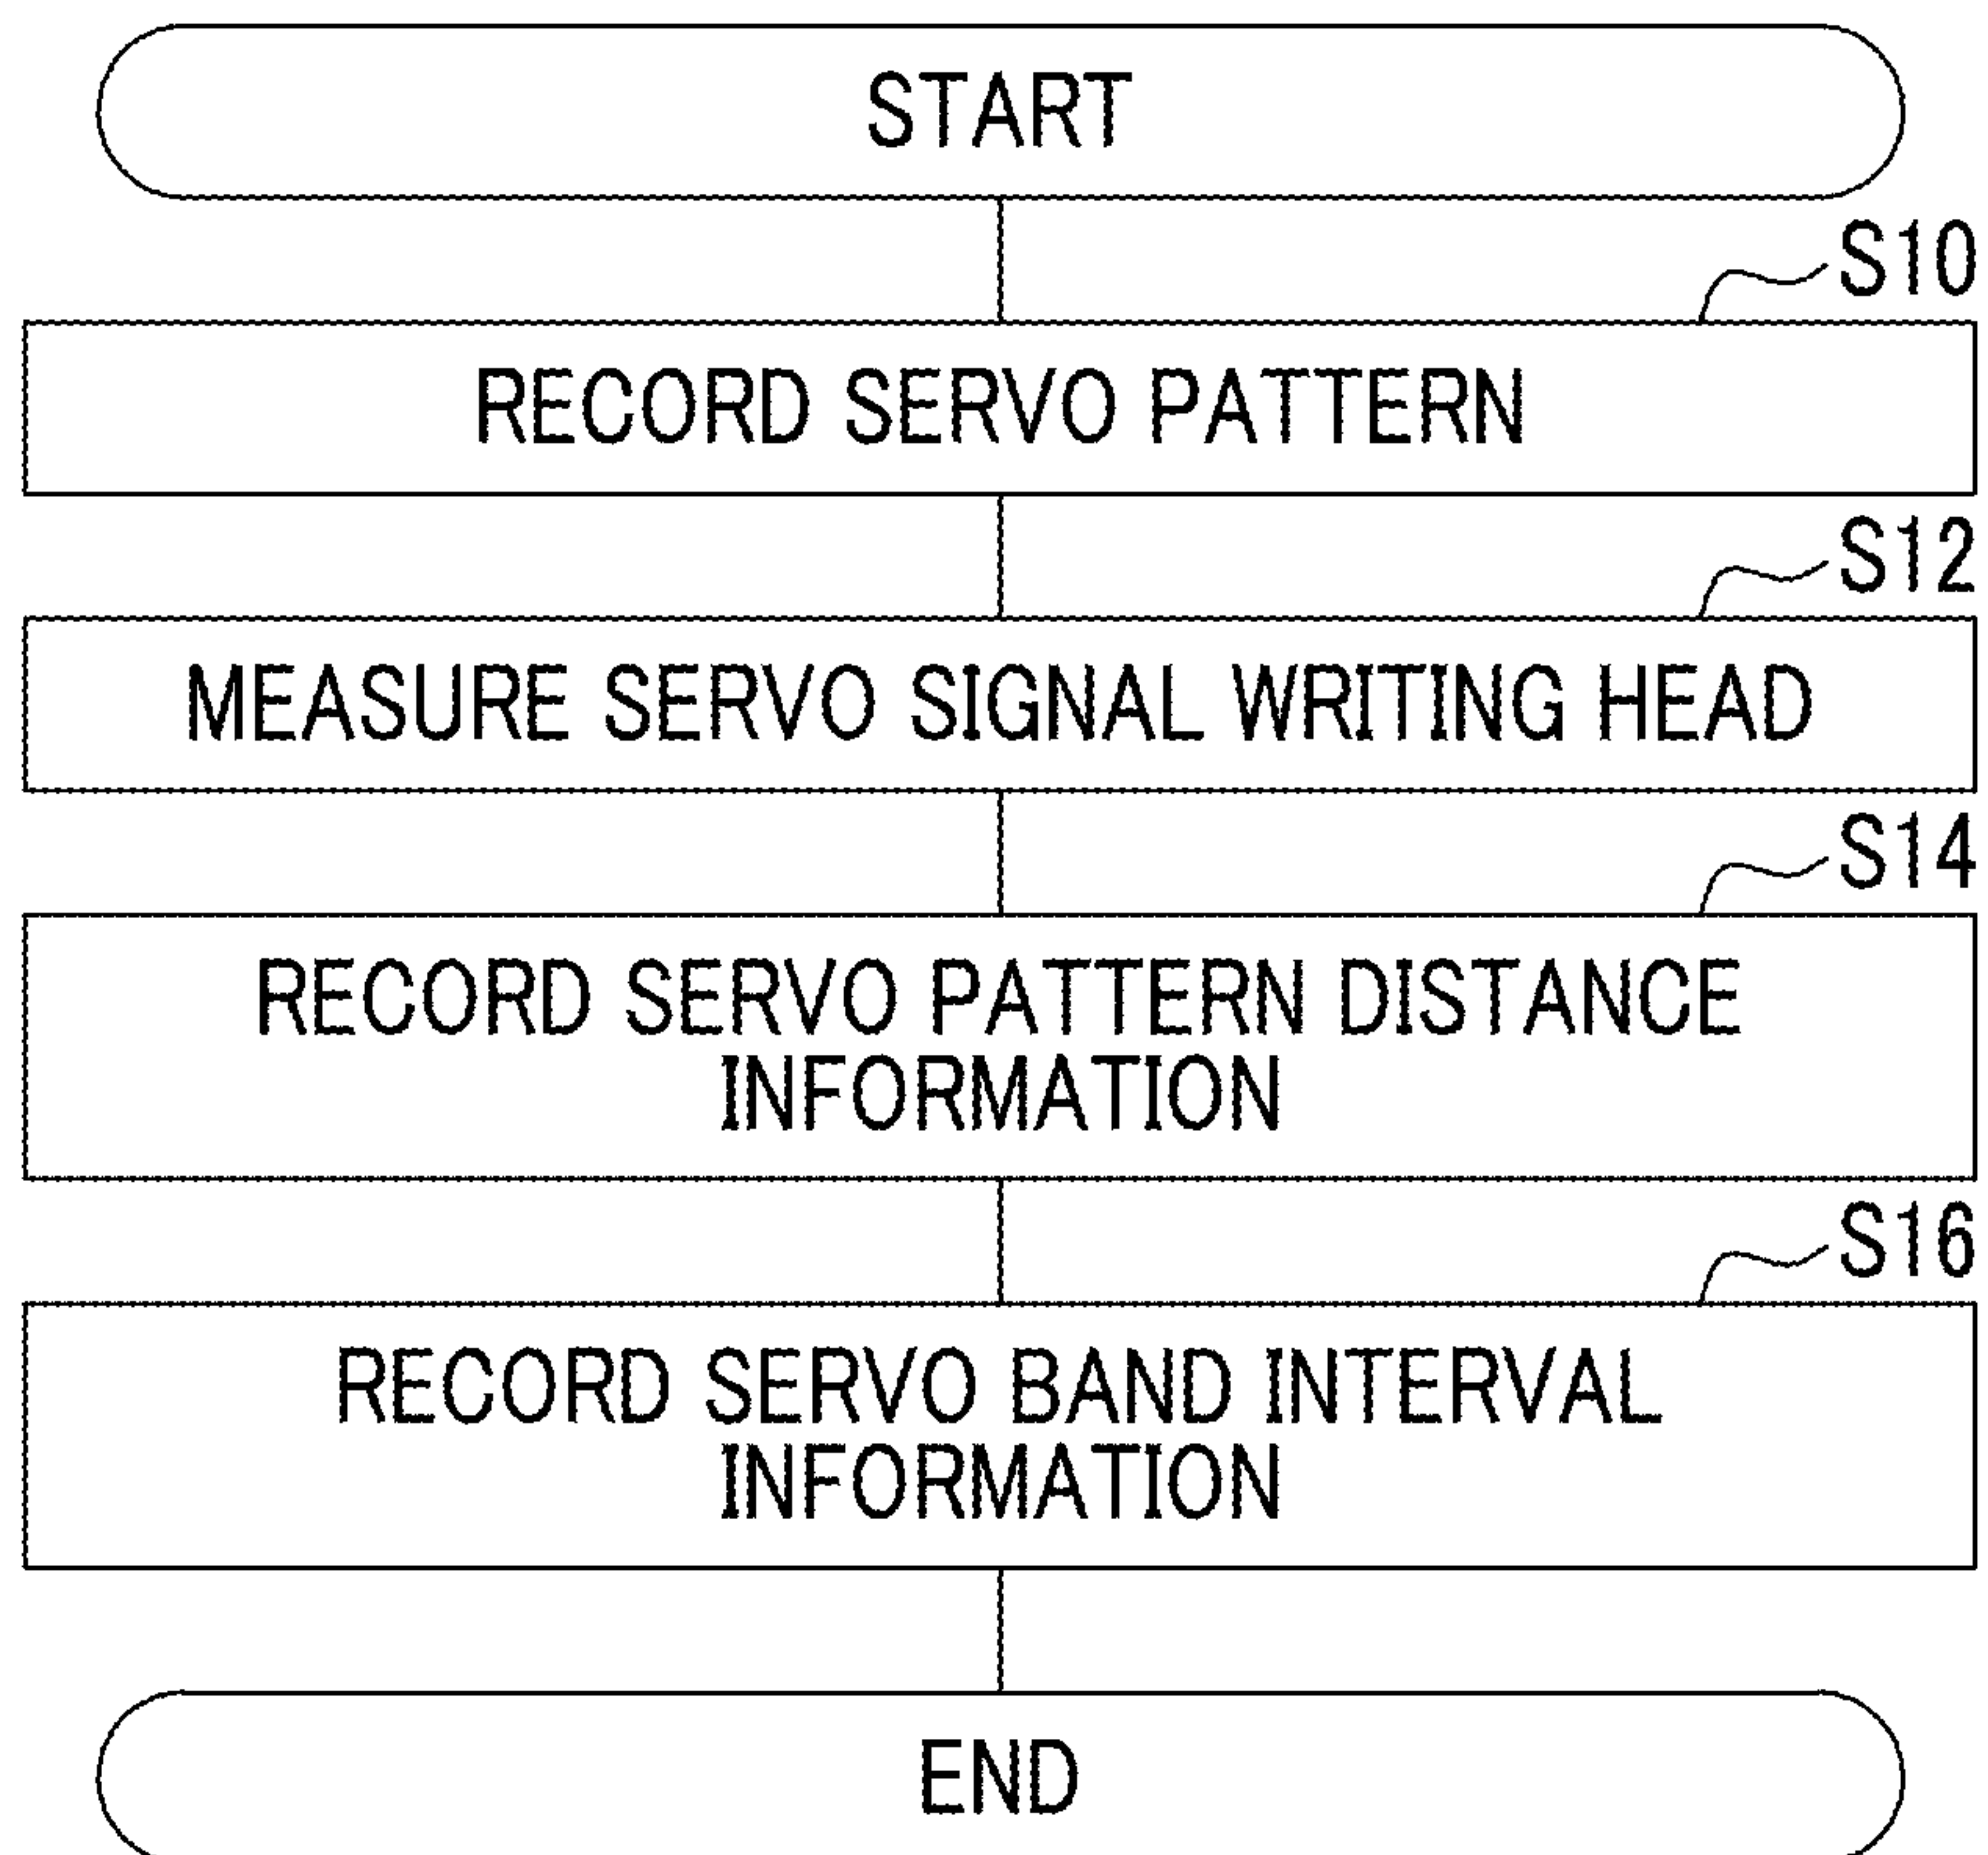 START
S10
RECORD SERVO PATTERN
S12
MEASURE SERVO SIGNAL WRITING HEAD
S14
RECORD SERVO PATTERN DISTANCE
INFORMATION
S16
RECORD SERVO BAND INTERVAL
INFORMATION
END